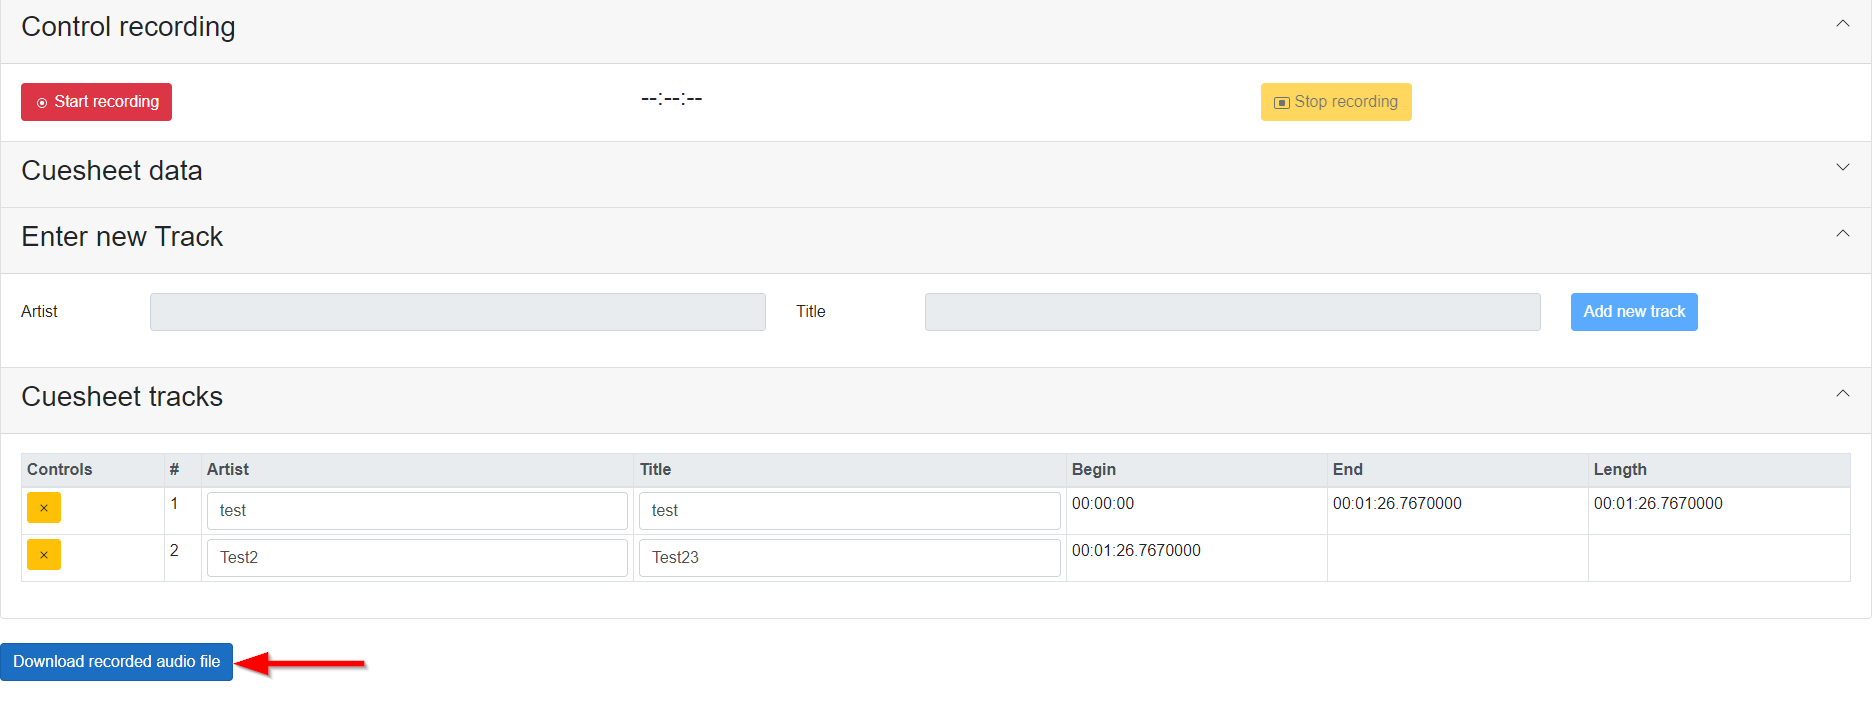 Control recording
Start recording --:--:-- Stop recording
Cuesheet data
Enter new Track
Artist Title Add new track
Cuesheet tracks
Controls # Artist Title Begin End Length
× 1 test test 00:00:00 00:01:26.7670000 00:01:26.7670000
× 2 Test2 Test23 00:01:26.7670000
Download recorded audio file